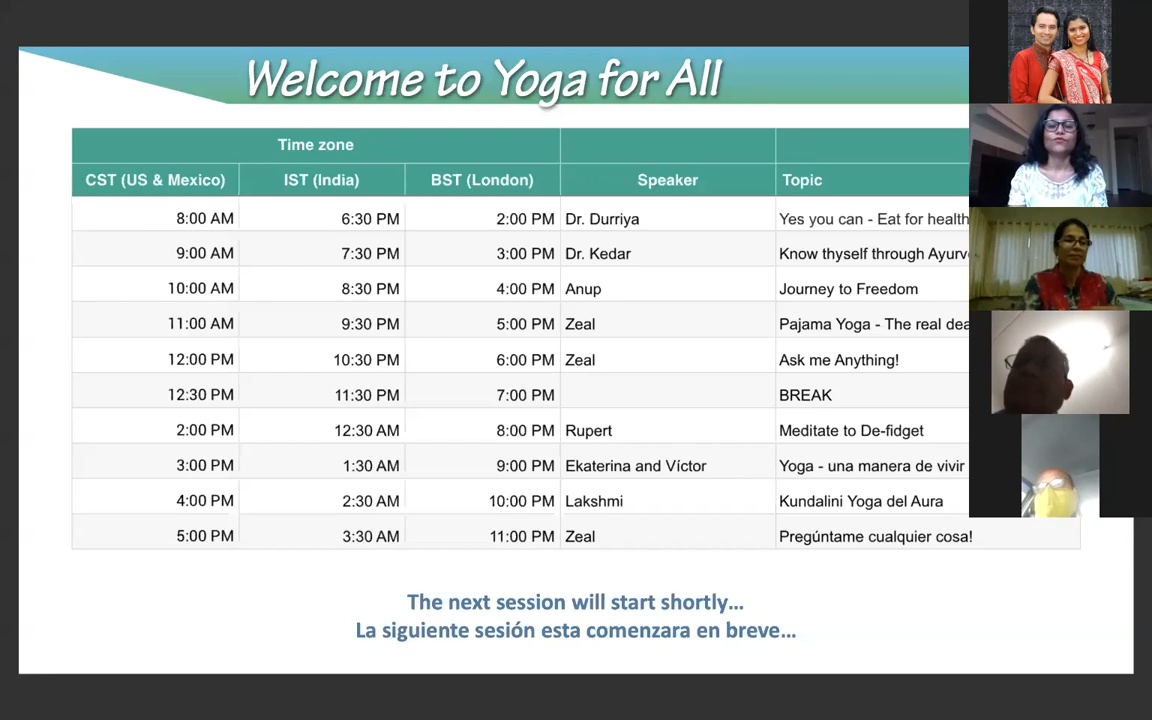 Welcome to Yoga for All
Time zone
CST (US & Mexico) IST (India) BST (London) Speaker Topic
8:00 AM 6:30 PM 2:00 PM Dr. Durriya Yes you can - Eat for health
9:00 AM 7:30 PM 3:00 PM Dr. Kedar Know thyself through
10:00 AM 8:30 PM 4:00 PM Anup Journey to Freedom
11:00 AM 9:30 PM 5:00 PM Zeal Pajama Yoga - The real
12:00 PM 10:30 PM 6:00 PM Zeal Ask me Anything!
12:30 PM 11:30 PM 7:00 PM BREAK
2:00 PM 12:30 AM 8:00 PM Rupert Meditate to De-fidget
3:00 PM 1:30 AM 9:00 PM Ekaterina and Víctor Yoga - una manera de vivir
4:00 PM 2:30 AM 10:00 PM Lakshmi Kundalini Yoga del Aura
5:00 PM 3:30 AM 11:00 PM Zeal Pregúntame cualquier cosa!
The next session will start shortly…
La siguiente sesión esta comenzara en breve…